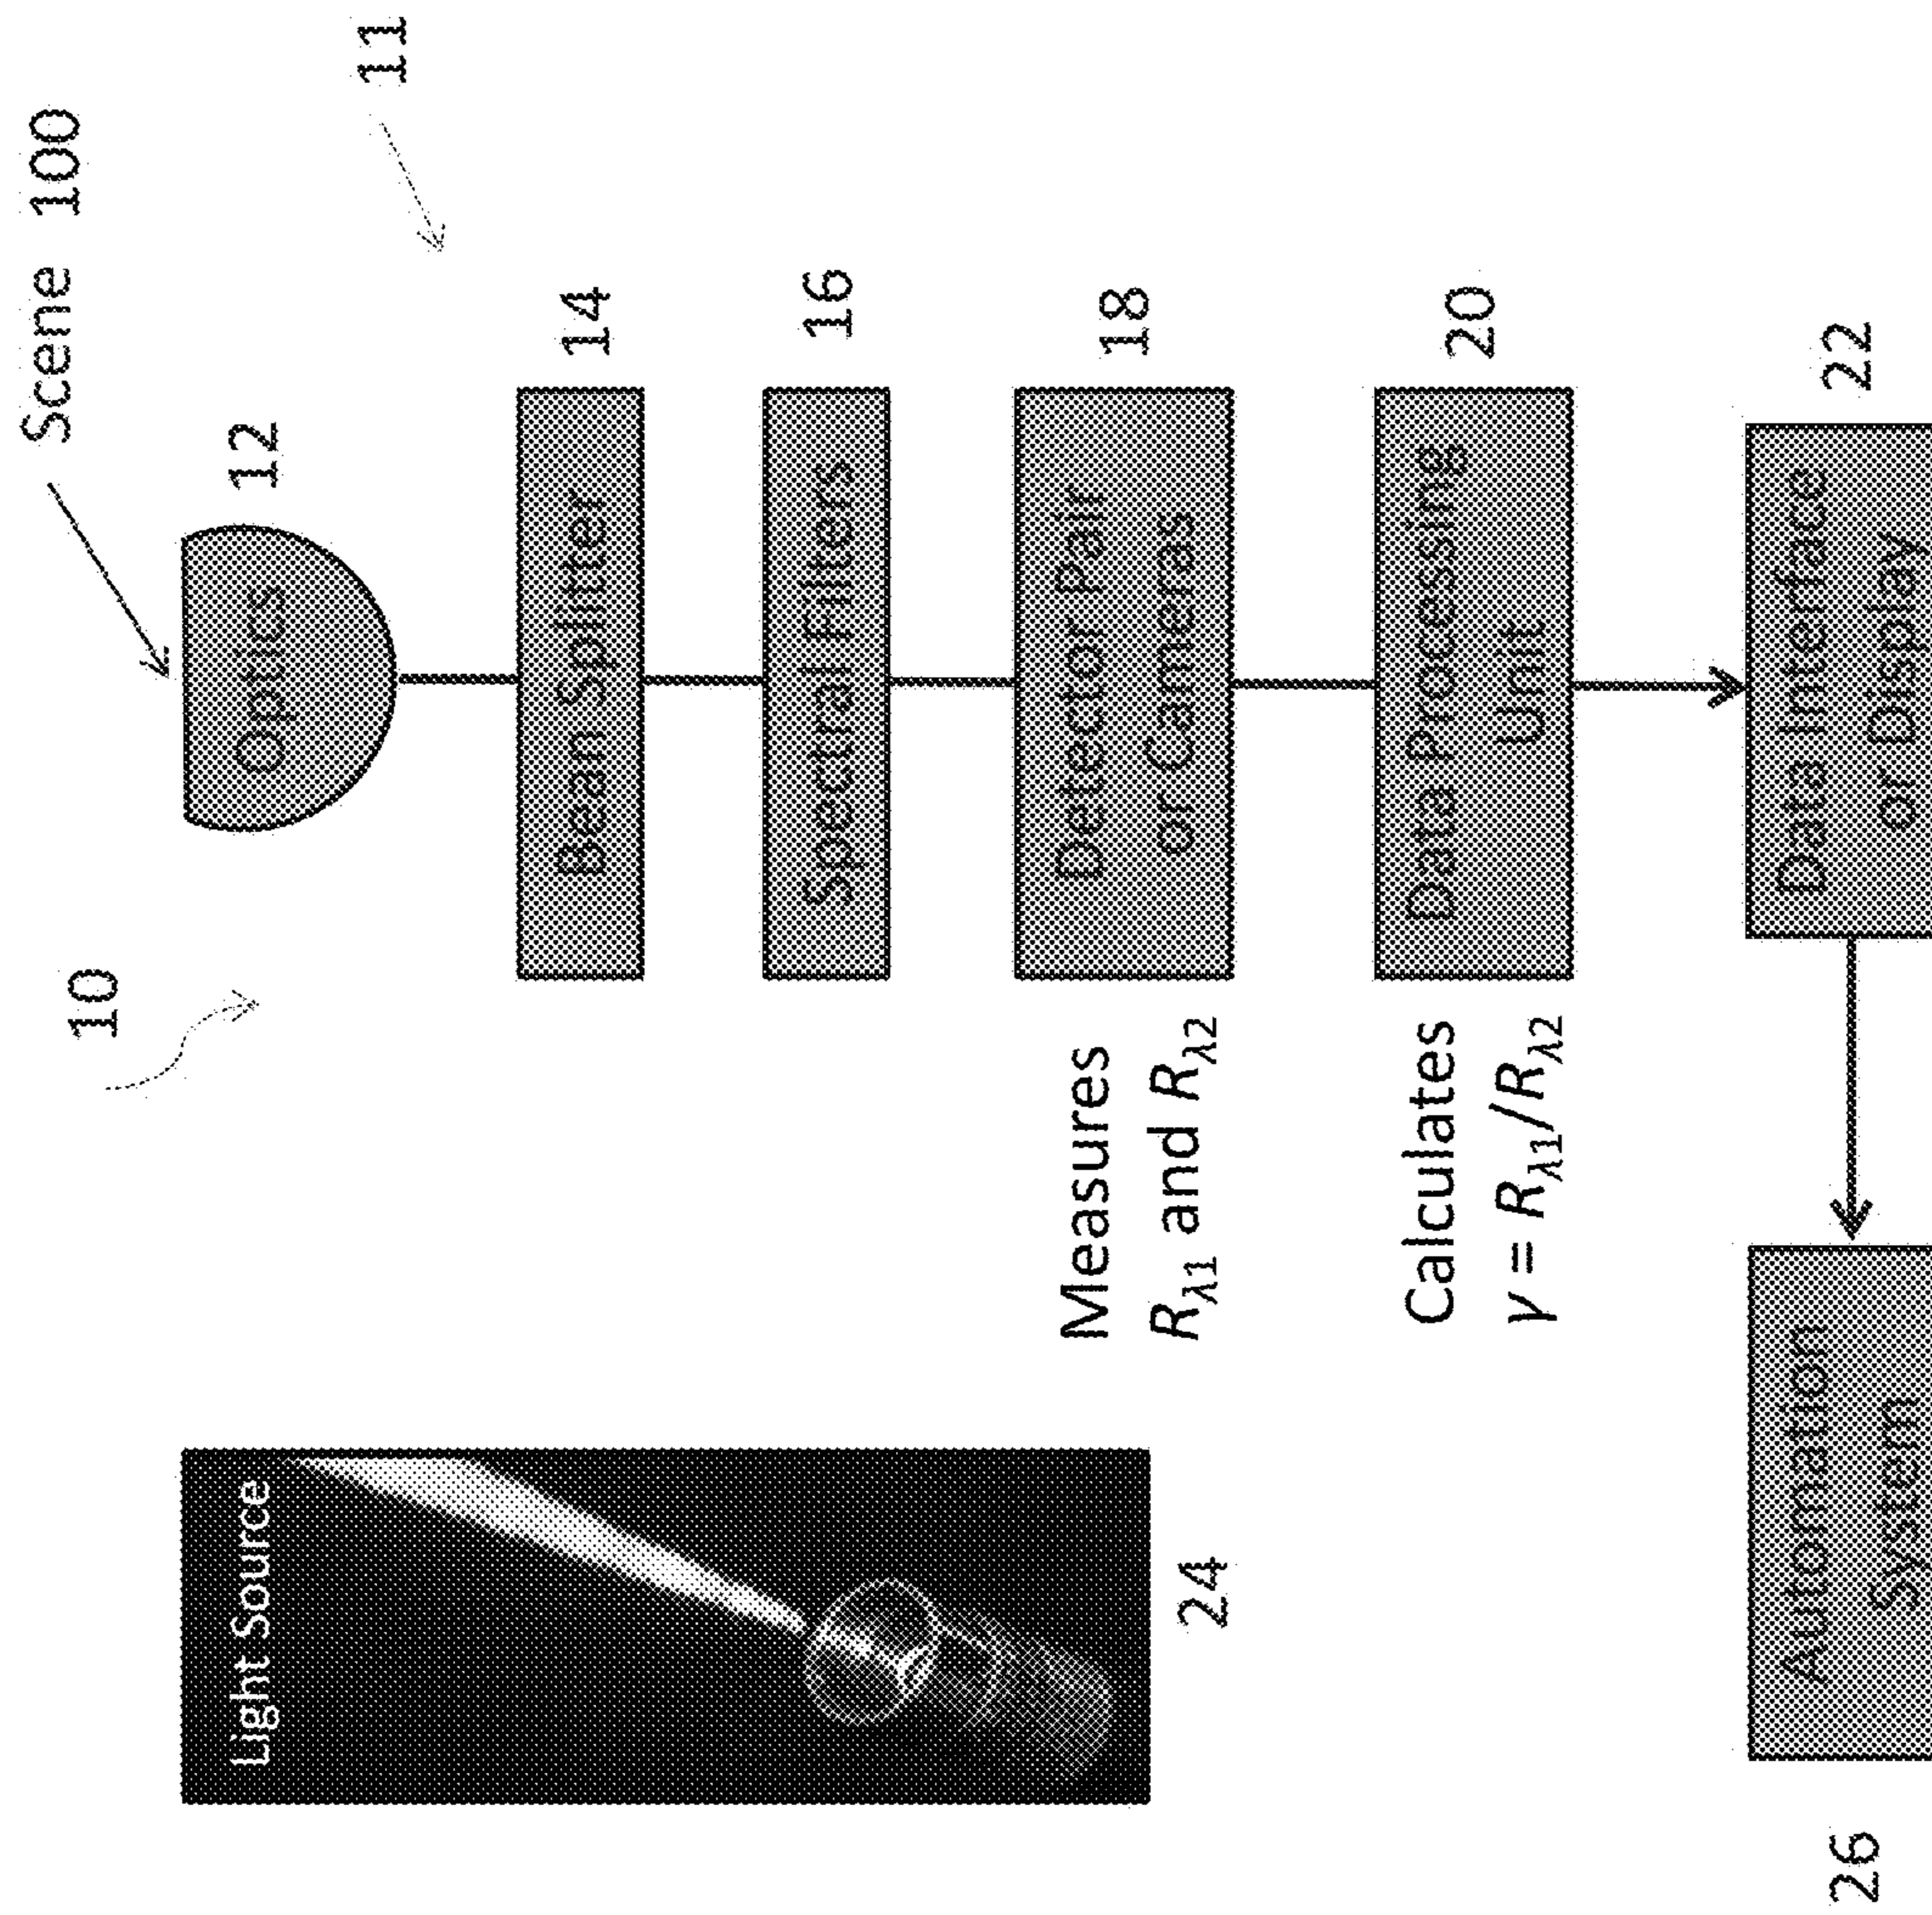 Scene 100
10
11
Light Source
24
Optics
12
Bean Splitter
14
Spectral Filters
16
Detector Pair
or Cameras
18
Measures
Rλ1 and Rλ2
Data Processing
Unit
20
Calculates
γ = Rλ1/Rλ2
Data Interface
or Display
22
Automation
System
26